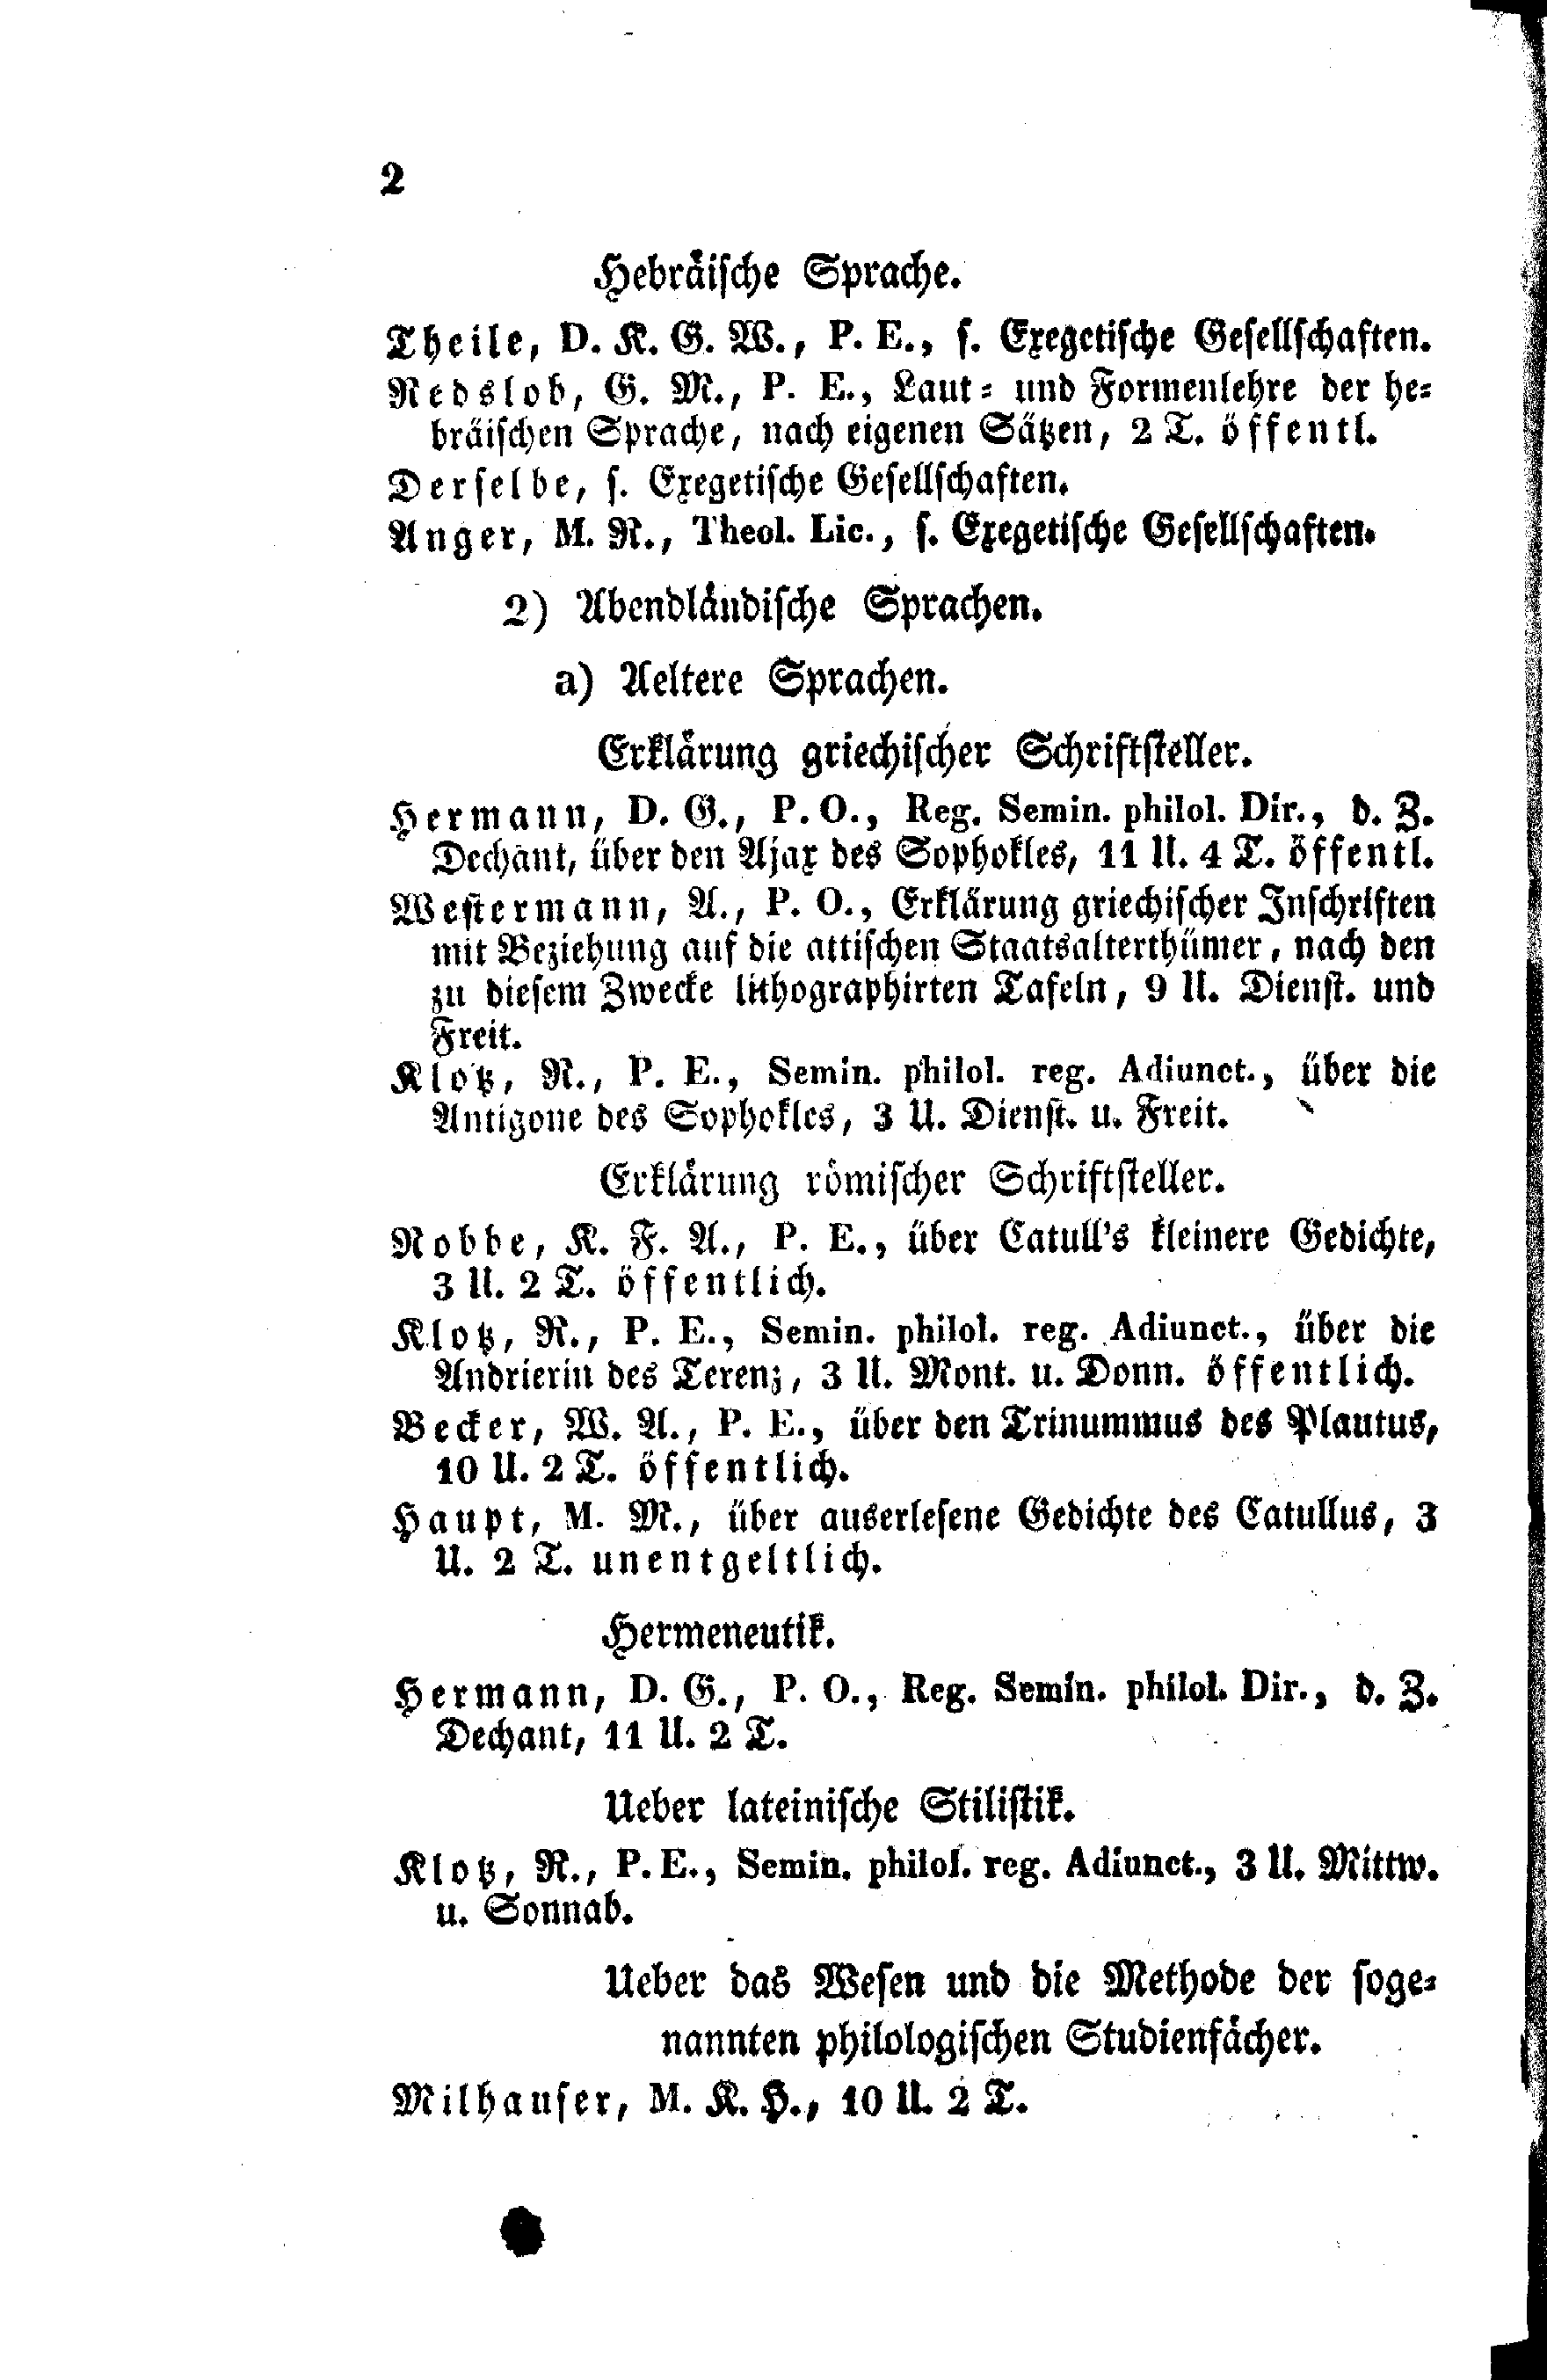 2
Hebräische Sprache.
Theile, D. K. G. W., P. E., s. Exegetische Gesellschaften.
Redslob, G. M., P. E., Laut- und Formenlehre der he-
bräischen Sprache, nach eigenen Sätzen, 2 T. öffentl.
Derselbe, s. Exegetische Gesellschaften.
Anger, M. R., Theol. Lic., s. Exegetische Gesellschaften.
2) Abendländische Sprachen.
a) Aeltere Sprachen.
Erklärung griechischer Schriftsteller.
Hermann, D. G., P. O., Reg. Semin. philol. Dir., d. Z.
Dechant, über den Ajax des Sophokles, 11 U. 4 T. öffentl.
Westermann, A., P. O., Erklärung griechischer Inschriften
mit Beziehung auf die attischen Staatsalterthümer, nach den
zu diesem Zwecke lithographirten Tafeln, 9 U. Dienst. und
Freit.
Klotz, R., P. E., Semin. philol. reg. Adiunct., über die
Antigone des Sophokles, 3 U. Dienst. u. Freit.
Erklärung römischer Schriftsteller.
Nobbe, K. F. A., P. E., über Catull's kleinere Gedichte,
3 U. 2 T. öffentlich.
Klotz, R., P. E., Semin. philol. reg. Adiunct., über die
Andrierin des Terenz, 3 U. Mont. u. Donn. öffentlich.
Becker, W. A., P. E., über den Trinummus des Plautus,
10 U. 2 T. öffentlich.
Haupt, M. M., über auserlesene Gedichte des Catullus, 3
U. 2 T. unentgeltlich.
Hermeneutik.
Hermann, D. G., P. O., Reg. Semin. philol. Dir., d. Z.
Dechant, 11 U. 2 T.
Ueber lateinische Stilistik.
Klotz, R., P. E., Semin. philol. reg. Adiunct., 3 U. Mittw.
u. Sonnab.
Ueber das Wesen und die Methode der soge-
nannten philologischen Studienfächer.
Milhauser, M. K. H., 10 U. 2 T.